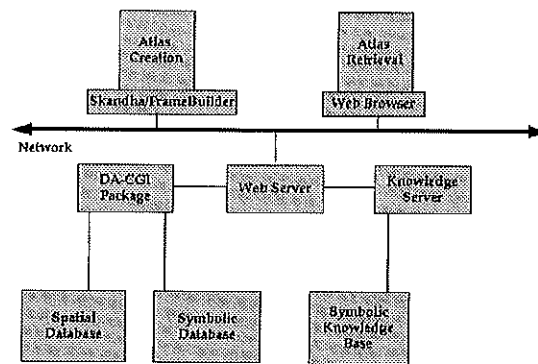 Atlas
Creation
Skandha/FrameBuilder
Atlas
Retrieval
Web Browser
Network
DA-CGI
Package
Web Server
Knowledge
Server
Spatial
Database
Symbolic
Database
Symbolic
Knowledge
Base